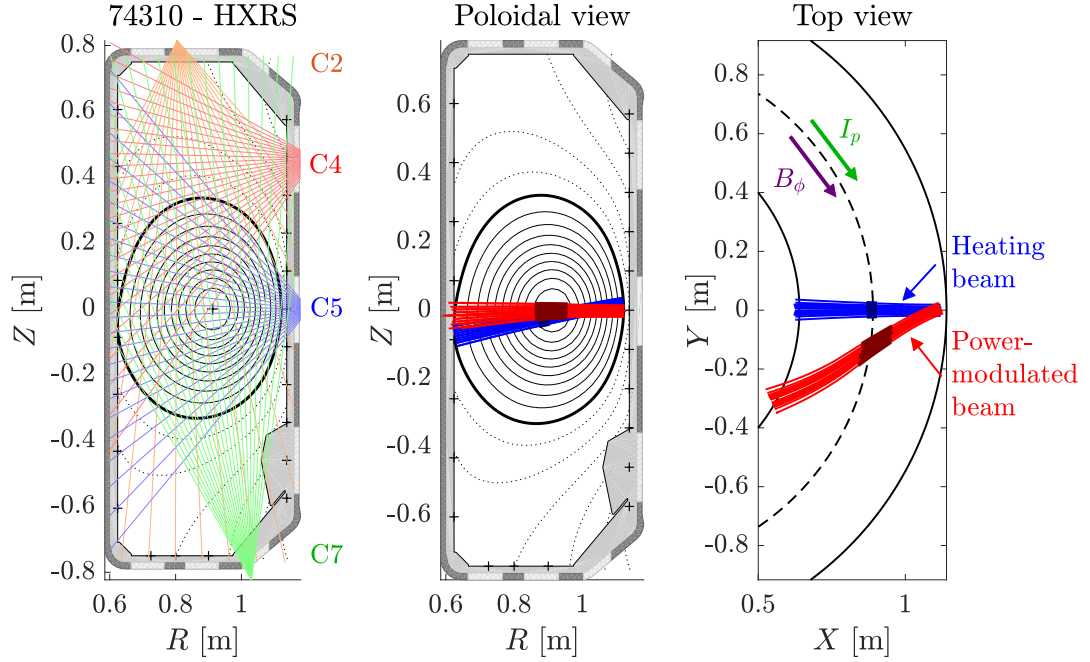 74310 - HXRS
Poloidal view
Top view
0.8
0.6
0.4
0.2
0
-0.2
-0.4
-0.6
-0.8
Z [m]
0.6
0.8
1
R [m]
C2
C4
C5
C7
0.6
0.4
0.2
0
-0.2
-0.4
-0.6
Z [m]
0.6
0.8
1
R [m]
0.8
0.6
0.4
0.2
0
-0.2
-0.4
-0.6
-0.8
Y [m]
0.5
1
X [m]
I_p
B_ϕ
Heating
beam
Power-
modulated
beam